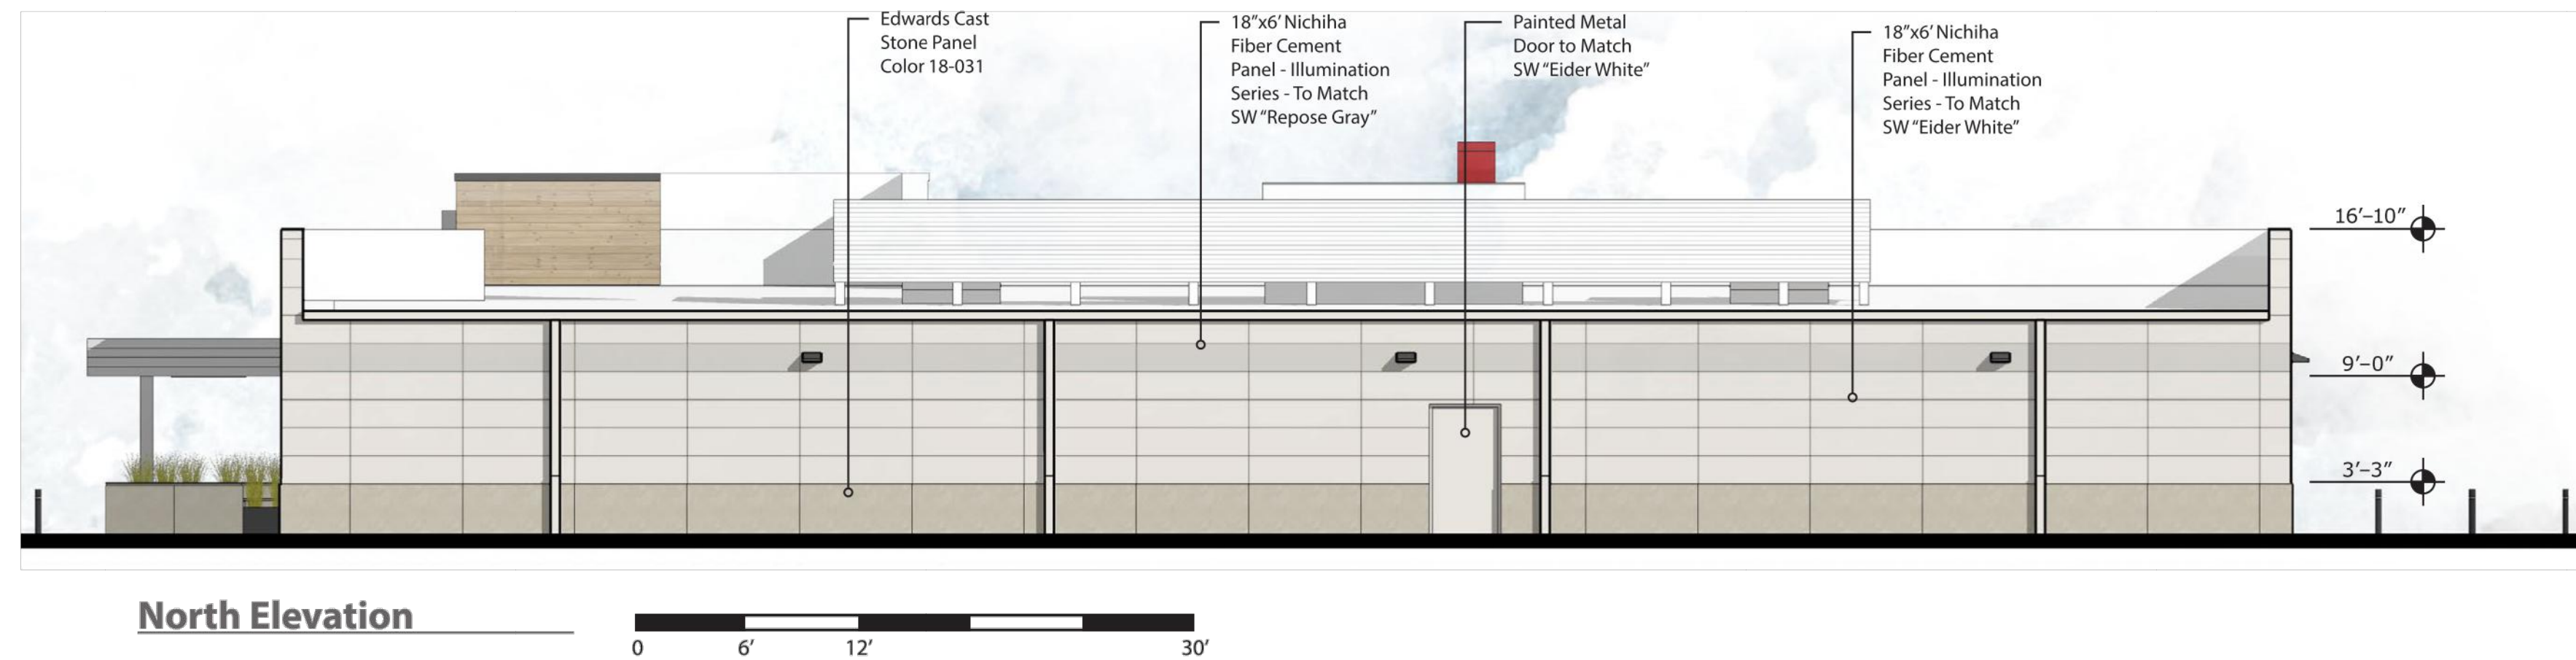 Edwards Cast
Stone Panel
Color 18-031
18”x6’ Nichiha
Fiber Cement
Panel - Illumination
Series - To Match
SW “Repose Gray”
Painted Metal
Door to Match
SW “Eider White”
18”x6’ Nichiha
Fiber Cement
Panel - Illumination
Series - To Match
SW “Eider White”
16’–10”
9’–0”
3’–3”
North Elevation
0 6’ 12’ 30’